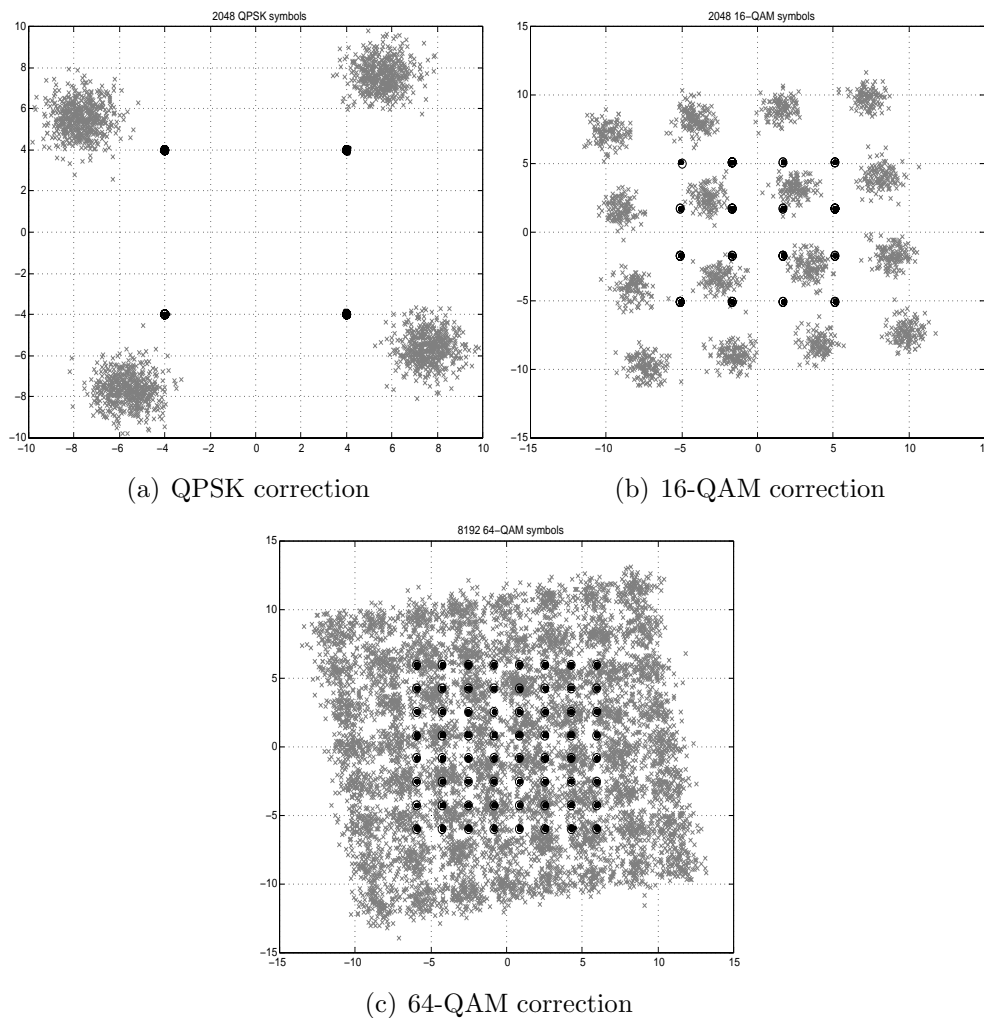 2048 QPSK symbols
10
8
6
4
2
0
−2
−4
−6
−8
−10
−10 −8 −6 −4 −2 0 2 4 6 8 10
(a) QPSK correction
2048 16−QAM symbols
15
10
5
0
−5
−10
−15
−15 −10 −5 0 5 10 15
(b) 16-QAM correction
8192 64−QAM symbols
15
10
5
0
−5
−10
−15
−15 −10 −5 0 5 10 15
(c) 64-QAM correction